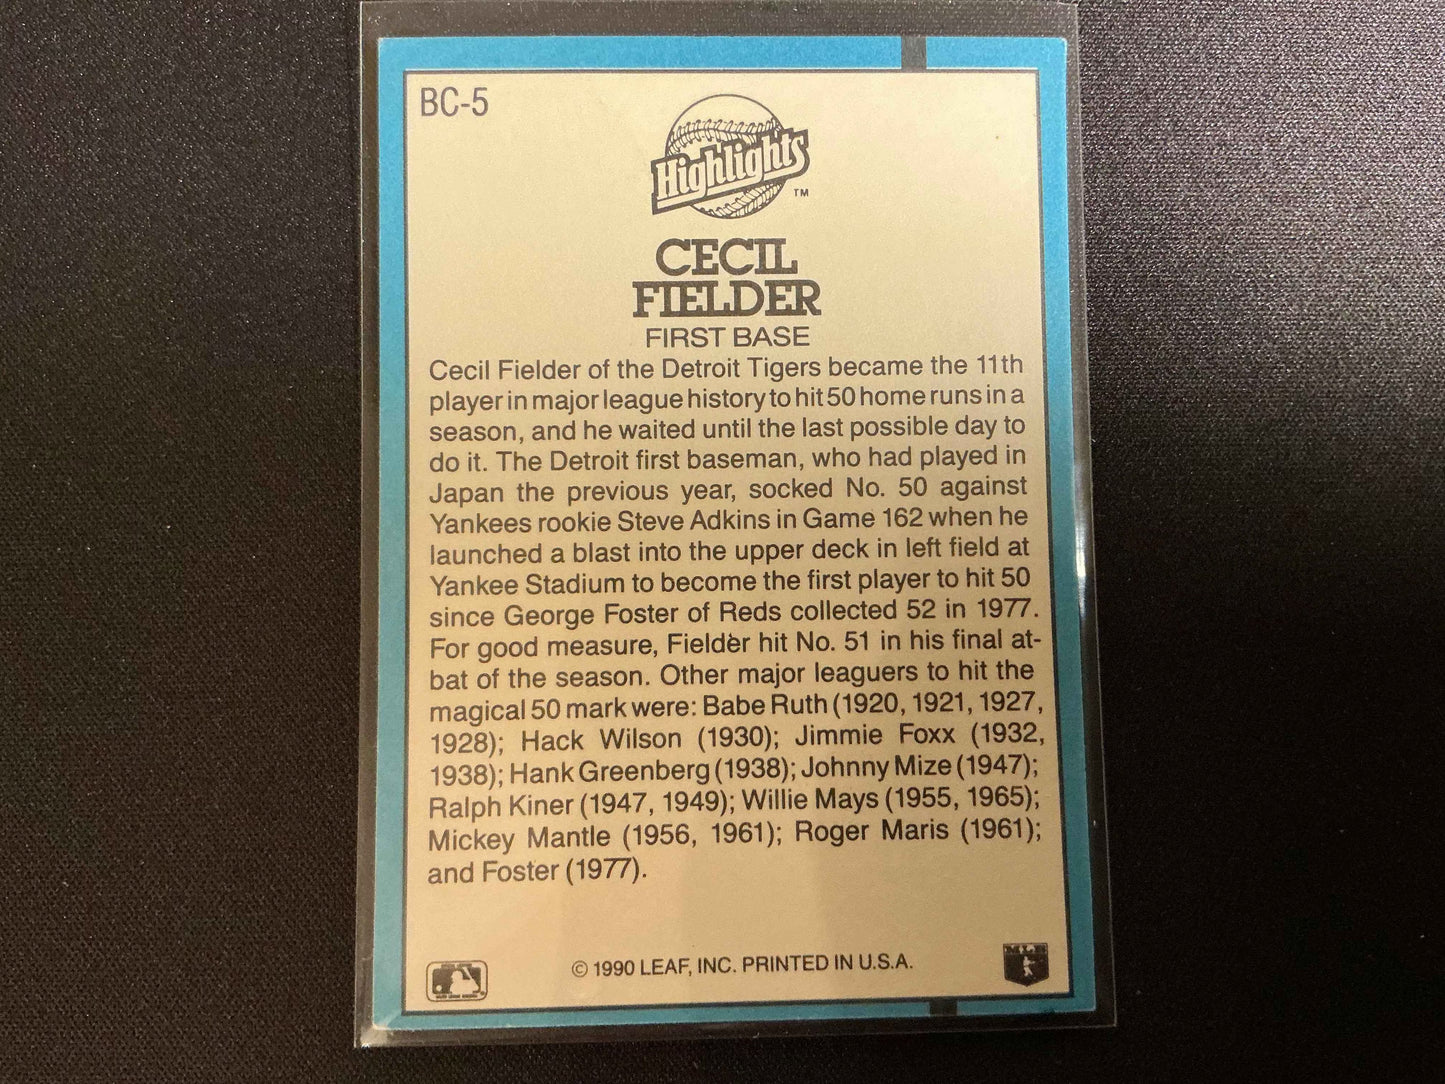 BC-5
Highlights
TM
CECIL
FIELDER
FIRST BASE
Cecil Fielder of the Detroit Tigers became the 11th
player in major league history to hit 50 home runs in a
season, and he waited until the last possible day to
do it. The Detroit first baseman, who had played in
Japan the previous year, socked No. 50 against
Yankees rookie Steve Adkins in Game 162 when he
launched a blast into the upper deck in left field at
Yankee Stadium to become the first player to hit 50
since George Foster of Reds collected 52 in 1977.
For good measure, Fielder hit No. 51 in his final at-
bat of the season. Other major leaguers to hit the
magical 50 mark were: Babe Ruth (1920, 1921, 1927,
1928); Hack Wilson (1930); Jimmie Foxx (1932,
1938); Hank Greenberg (1938); Johnny Mize (1947);
Ralph Kiner (1947, 1949); Willie Mays (1955, 1965);
Mickey Mantle (1956, 1961); Roger Maris (1961);
and Foster (1977).
© 1990 LEAF, INC. PRINTED IN U.S.A.